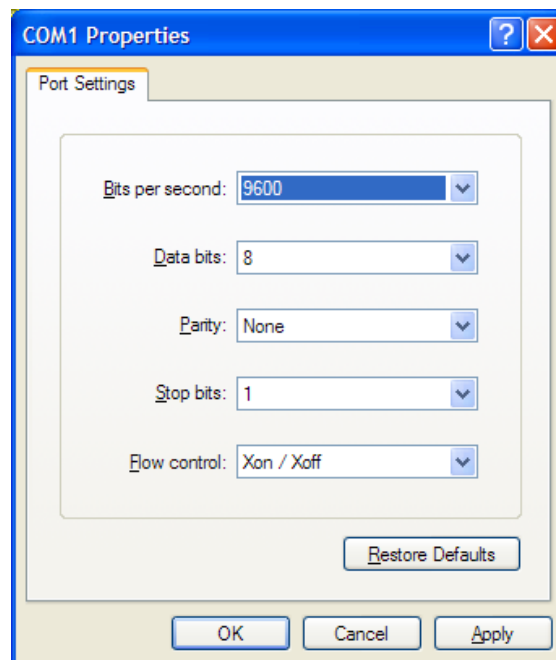 COM1 Properties
Port Settings
Bits per second: 9600
Data bits: 8
Parity: None
Stop bits: 1
Flow control: Xon / Xoff
Restore Defaults
OK Cancel Apply